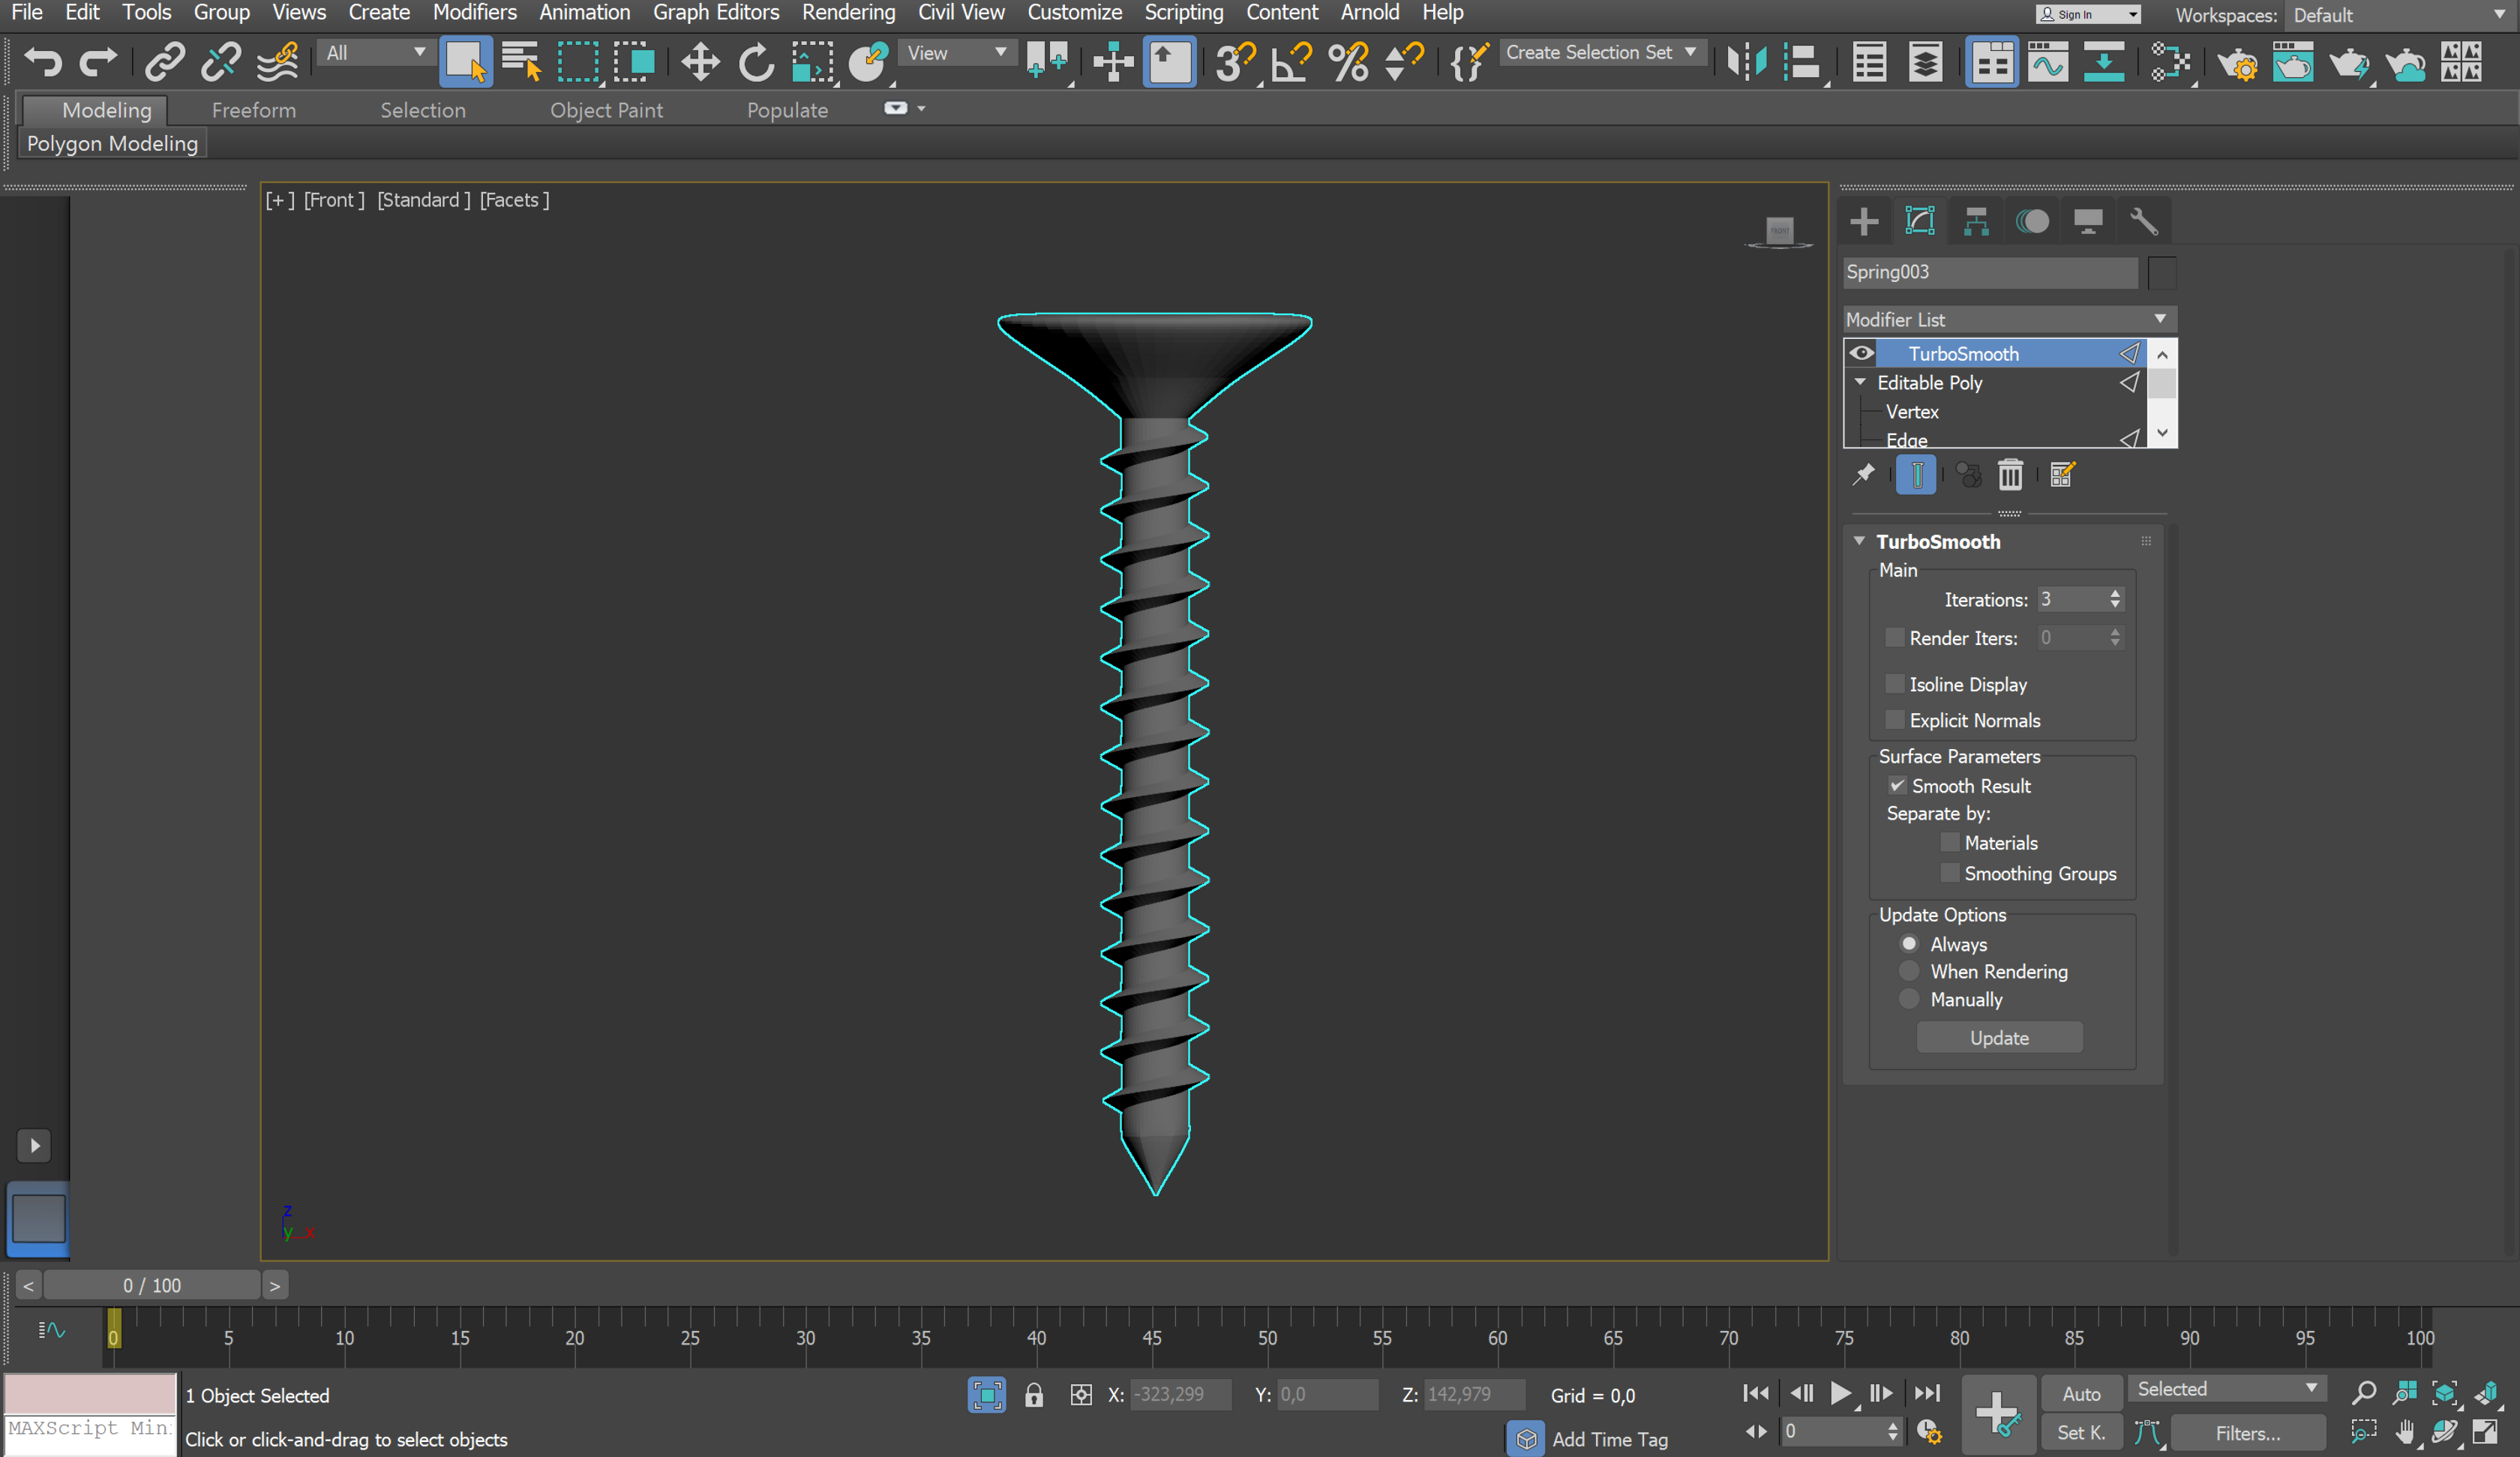 File Edit Tools Group Views Create Modifiers Animation Graph Editors Rendering Civil View Customize Scripting Content Arnold Help
Sign In
Workspaces: Default
All
View
3
Create Selection Set
Modeling Freeform Selection Object Paint Populate
Polygon Modeling
[+] [Front] [Standard] [Facets]
FRONT
Spring003
Modifier List
TurboSmooth
Editable Poly
Vertex
Edge
TurboSmooth
Main
Iterations: 3
Render Iters: 0
Isoline Display
Explicit Normals
Surface Parameters
Smooth Result
Separate by:
Materials
Smoothing Groups
Update Options
Always
When Rendering
Manually
Update
z
y x
< 0 / 100 >
0 5 10 15 20 25 30 35 40 45 50 55 60 65 70 75 80 85 90 95 100
1 Object Selected
X: -323,299 Y: 0,0 Z: 142,979 Grid = 0,0
Auto Selected
MAXScript Min
Click or click-and-drag to select objects
Add Time Tag
0
Set K. Filters...